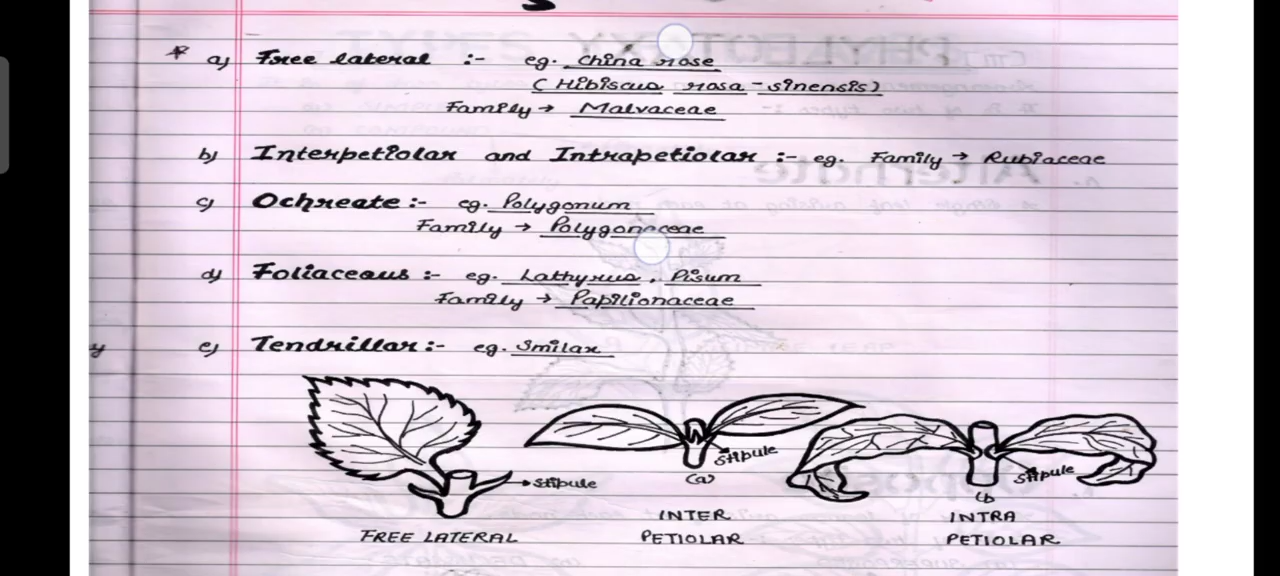 * a) Free lateral :- eg. China rose
(Hibiscus rosa-sinensis)
Family → Malvaceae
b) Interpetiolar and Intrapetiolar :- eg. Family → Rubiaceae
c) Ochreate :- eg. Polygonum
Family → Polygonaceae
d) Foliaceous :- eg. Lathyrus, Pisum
Family → Papilionaceae
e) Tendrillar :- eg. Smilax
Stipule
Stipule
Stipule
(a)
(b
FREE LATERAL
INTER
PETIOLAR
INTRA
PETIOLAR